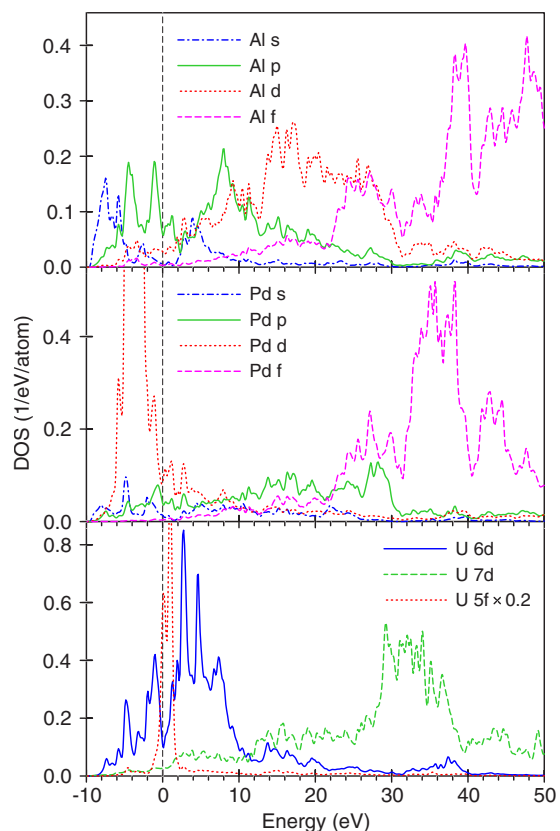 0.4
0.3
0.2
0.1
0.0
Al s
Al p
Al d
Al f
DOS (1/eV/atom)
0.4
0.2
0.0
Pd s
Pd p
Pd d
Pd f
0.8
0.6
0.4
0.2
0.0
U 6d
U 7d
U 5f × 0.2
-10 0 10 20 30 40 50
Energy (eV)